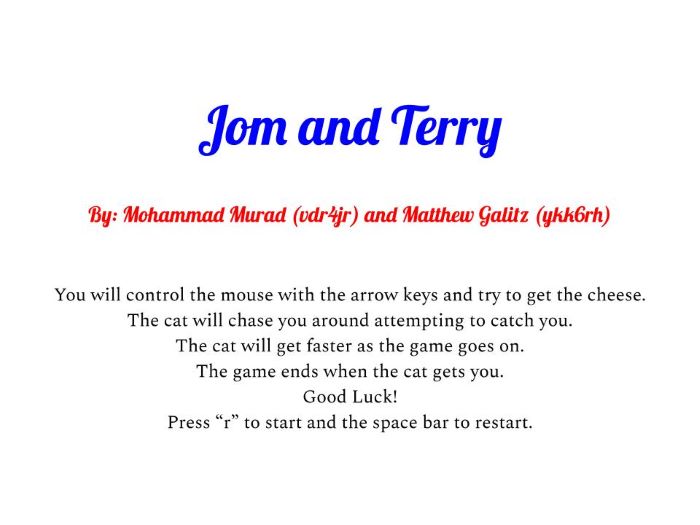 Jom and Terry
By: Mohammad Murad (vdr4jr) and Matthew Galitz (ykk6rh)
You will control the mouse with the arrow keys and try to get the cheese.
The cat will chase you around attempting to catch you.
The cat will get faster as the game goes on.
The game ends when the cat gets you.
Good Luck!
Press “r” to start and the space bar to restart.